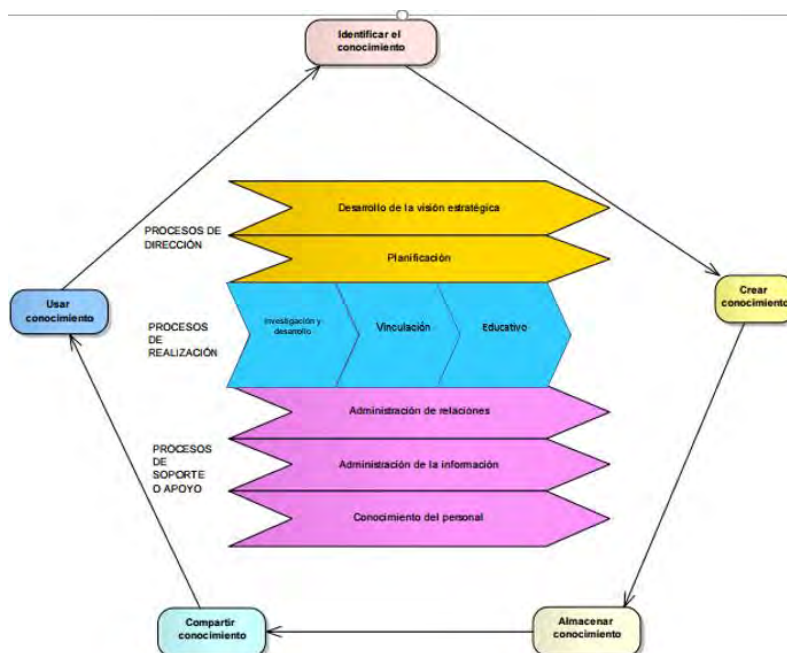 Identificar el
conocimiento
Desarrollo de la visión estratégica
PROCESOS DE
DIRECCIÓN
Planificación
Usar
conocimiento
Crear
conocimiento
PROCESOS
DE
REALIZACIÓN
Investigación y
desarrollo
Vinculación
Educativo
Administración de relaciones
PROCESOS
DE
SOPORTE
O APOYO
Administración de la información
Conocimiento del personal
Compartir
conocimiento
Almacenar
conocimiento